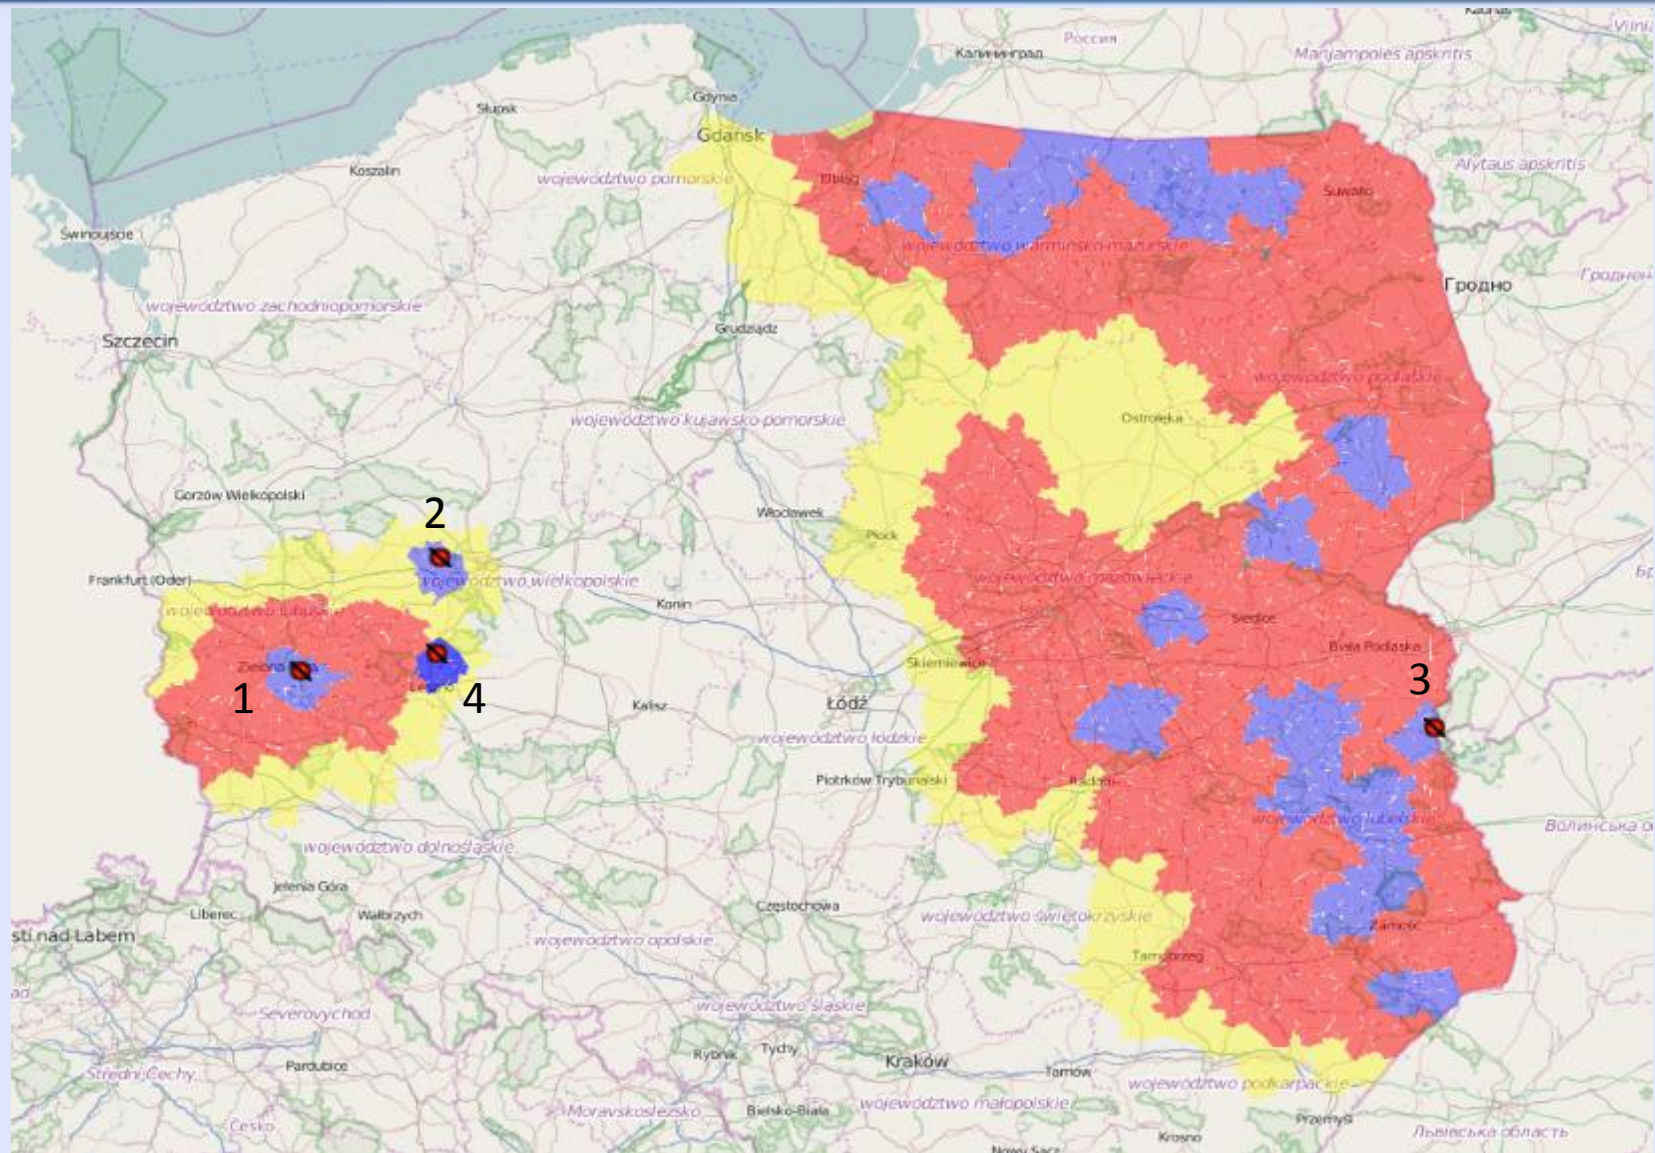 Калининград
Россия
Marijampolės apskritis
Gdynia
Słupsk
Gdańsk
Alytaus apskritis
Koszalin
województwo pomorskie
Elbląg
Suwałki
Świnoujście
województwo warmińsko-mazurskie
Гродно
województwo zachodniopomorskie
Szczecin
Grudziądz
województwo podlaskie
województwo kujawsko-pomorskie
Ostrołęka
Gorzów Wielkopolski
2
Włocławek
Płock
Frankfurt (Oder)
województwo wielkopolskie
województwo mazowieckie
Konin
województwo lubuskie
Siedlce
Biała Podlaska
Skierniewice
Zielona
3
1
4
Kalisz
Łódź
województwo łódzkie
Piotrków Trybunalski
Radom
województwo lubelskie
województwo dolnośląskie
Jelenia Góra
Liberec
Wałbrzych
Częstochowa
województwo świętokrzyskie
Zamość
stí nad Labem
województwo opolskie
Tarnobrzeg
województwo śląskie
Severovýchod
Rybnik
Tychy
Kraków
Pardubice
Střední Čechy
Tarnów
województwo podkarpackie
Moravskoslezsko
Bielsko-Biała
województwo małopolskie
Przemyśl
Česko
Krosno
Львівська область
Nowy Sącz